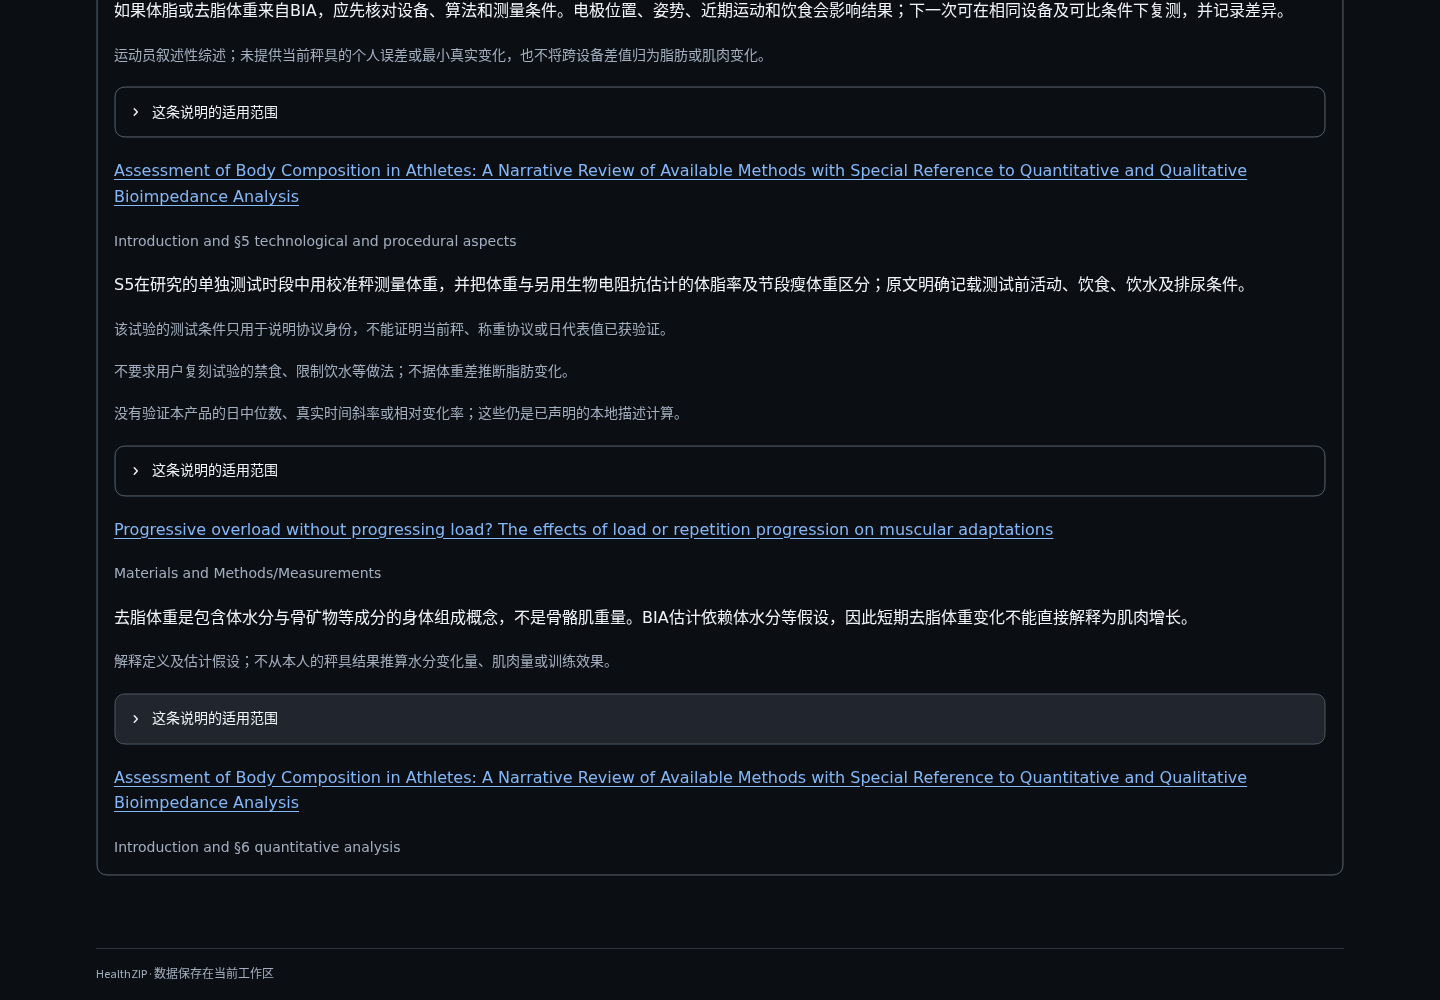 如果体脂或去脂体重来自BIA，应先核对设备、算法和测量条件。电极位置、姿势、近期运动和饮食会影响结果；下一次可在相同设备及可比条件下复测，并记录差异。
运动员叙述性综述；未提供当前秤具的个人误差或最小真实变化，也不将跨设备差值归为脂肪或肌肉变化。
› 这条说明的适用范围
Assessment of Body Composition in Athletes: A Narrative Review of Available Methods with Special Reference to Quantitative and Qualitative
Bioimpedance Analysis
Introduction and §5 technological and procedural aspects
S5在研究的单独测试时段中用校准秤测量体重，并把体重与另用生物电阻抗估计的体脂率及节段瘦体重区分；原文明确记载测试前活动、饮食、饮水及排尿条件。
该试验的测试条件只用于说明协议身份，不能证明当前秤、称重协议或日代表值已获验证。
不要求用户复刻试验的禁食、限制饮水等做法；不据体重差推断脂肪变化。
没有验证本产品的日中位数、真实时间斜率或相对变化率；这些仍是已声明的本地描述计算。
› 这条说明的适用范围
Progressive overload without progressing load? The effects of load or repetition progression on muscular adaptations
Materials and Methods/Measurements
去脂体重是包含体水分与骨矿物等成分的身体组成概念，不是骨骼肌重量。BIA估计依赖体水分等假设，因此短期去脂体重变化不能直接解释为肌肉增长。
解释定义及估计假设；不从本人的秤具结果推算水分变化量、肌肉量或训练效果。
› 这条说明的适用范围
Assessment of Body Composition in Athletes: A Narrative Review of Available Methods with Special Reference to Quantitative and Qualitative
Bioimpedance Analysis
Introduction and §6 quantitative analysis
HealthZIP · 数据保存在当前工作区